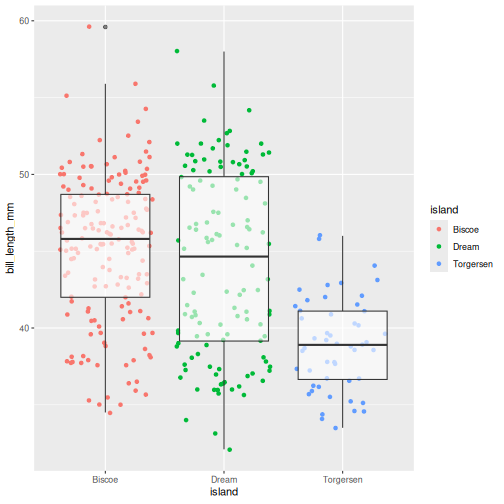 60
50
40
bill_length_mm
Biscoe
Dream
Torgersen
island
island
Biscoe
Dream
Torgersen